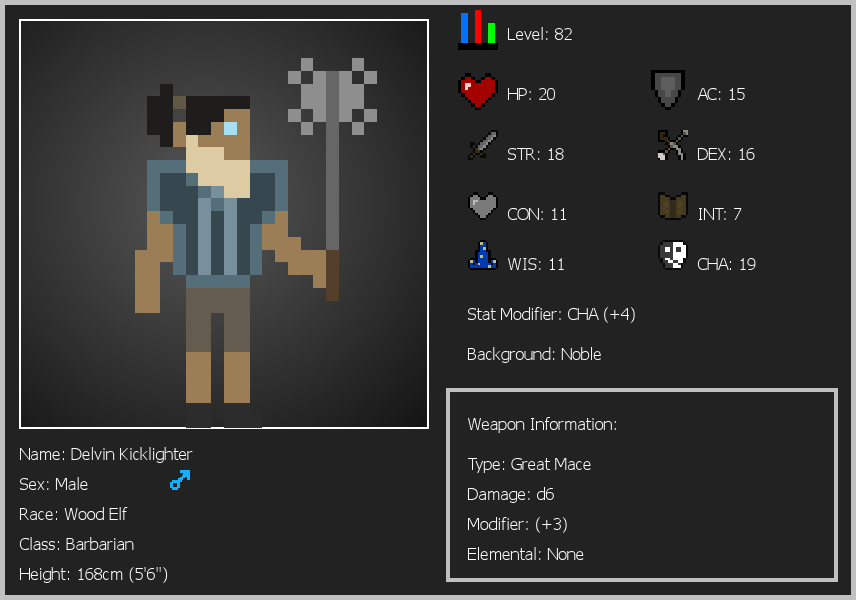 Level: 82
HP: 20
AC: 15
STR: 18
DEX: 16
CON: 11
INT: 7
WIS: 11
CHA: 19
Stat Modifier: CHA (+4)
Background: Noble
Weapon Information:
Type: Great Mace
Damage: d6
Modifier: (+3)
Elemental: None
Name: Delvin Kicklighter
Sex: Male
Race: Wood Elf
Class: Barbarian
Height: 168cm (5'6")